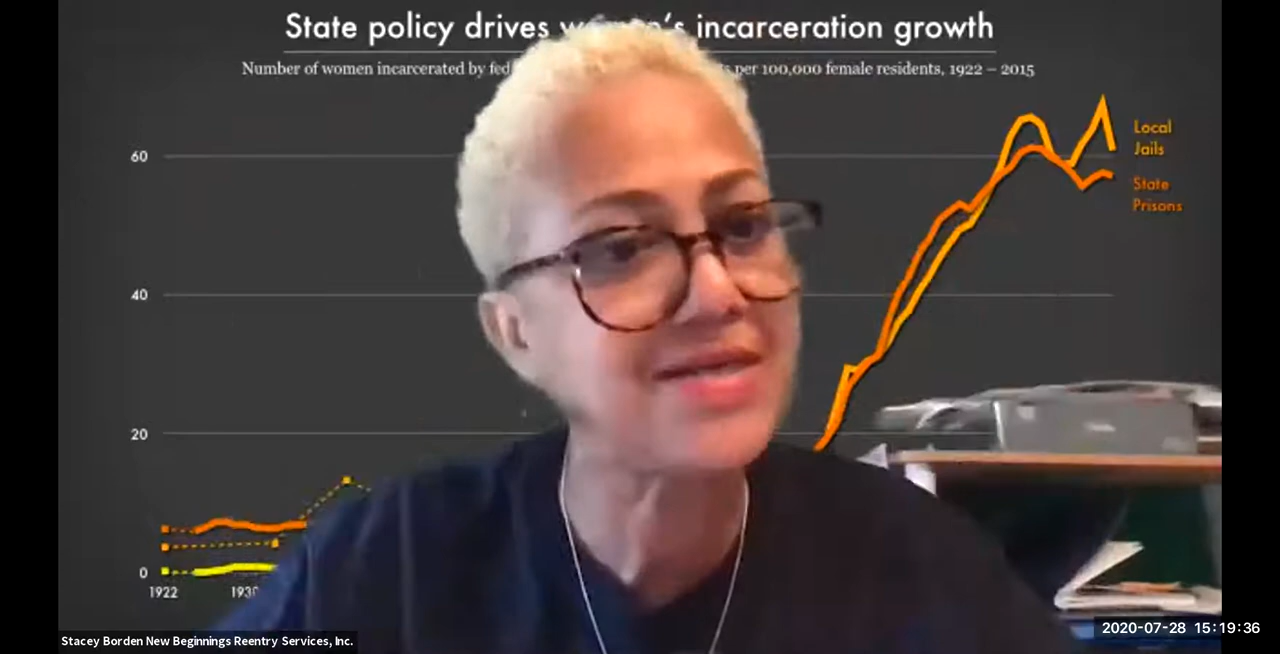 State policy drives women's incarceration growth
Number of women incarcerated by fed per 100,000 female residents, 1922 – 2015
60
40
20
0
1922
1930
Local
Jails
State
Prisons
Stacey Borden New Beginnings Reentry Services, Inc.
2020-07-28 15:19:36